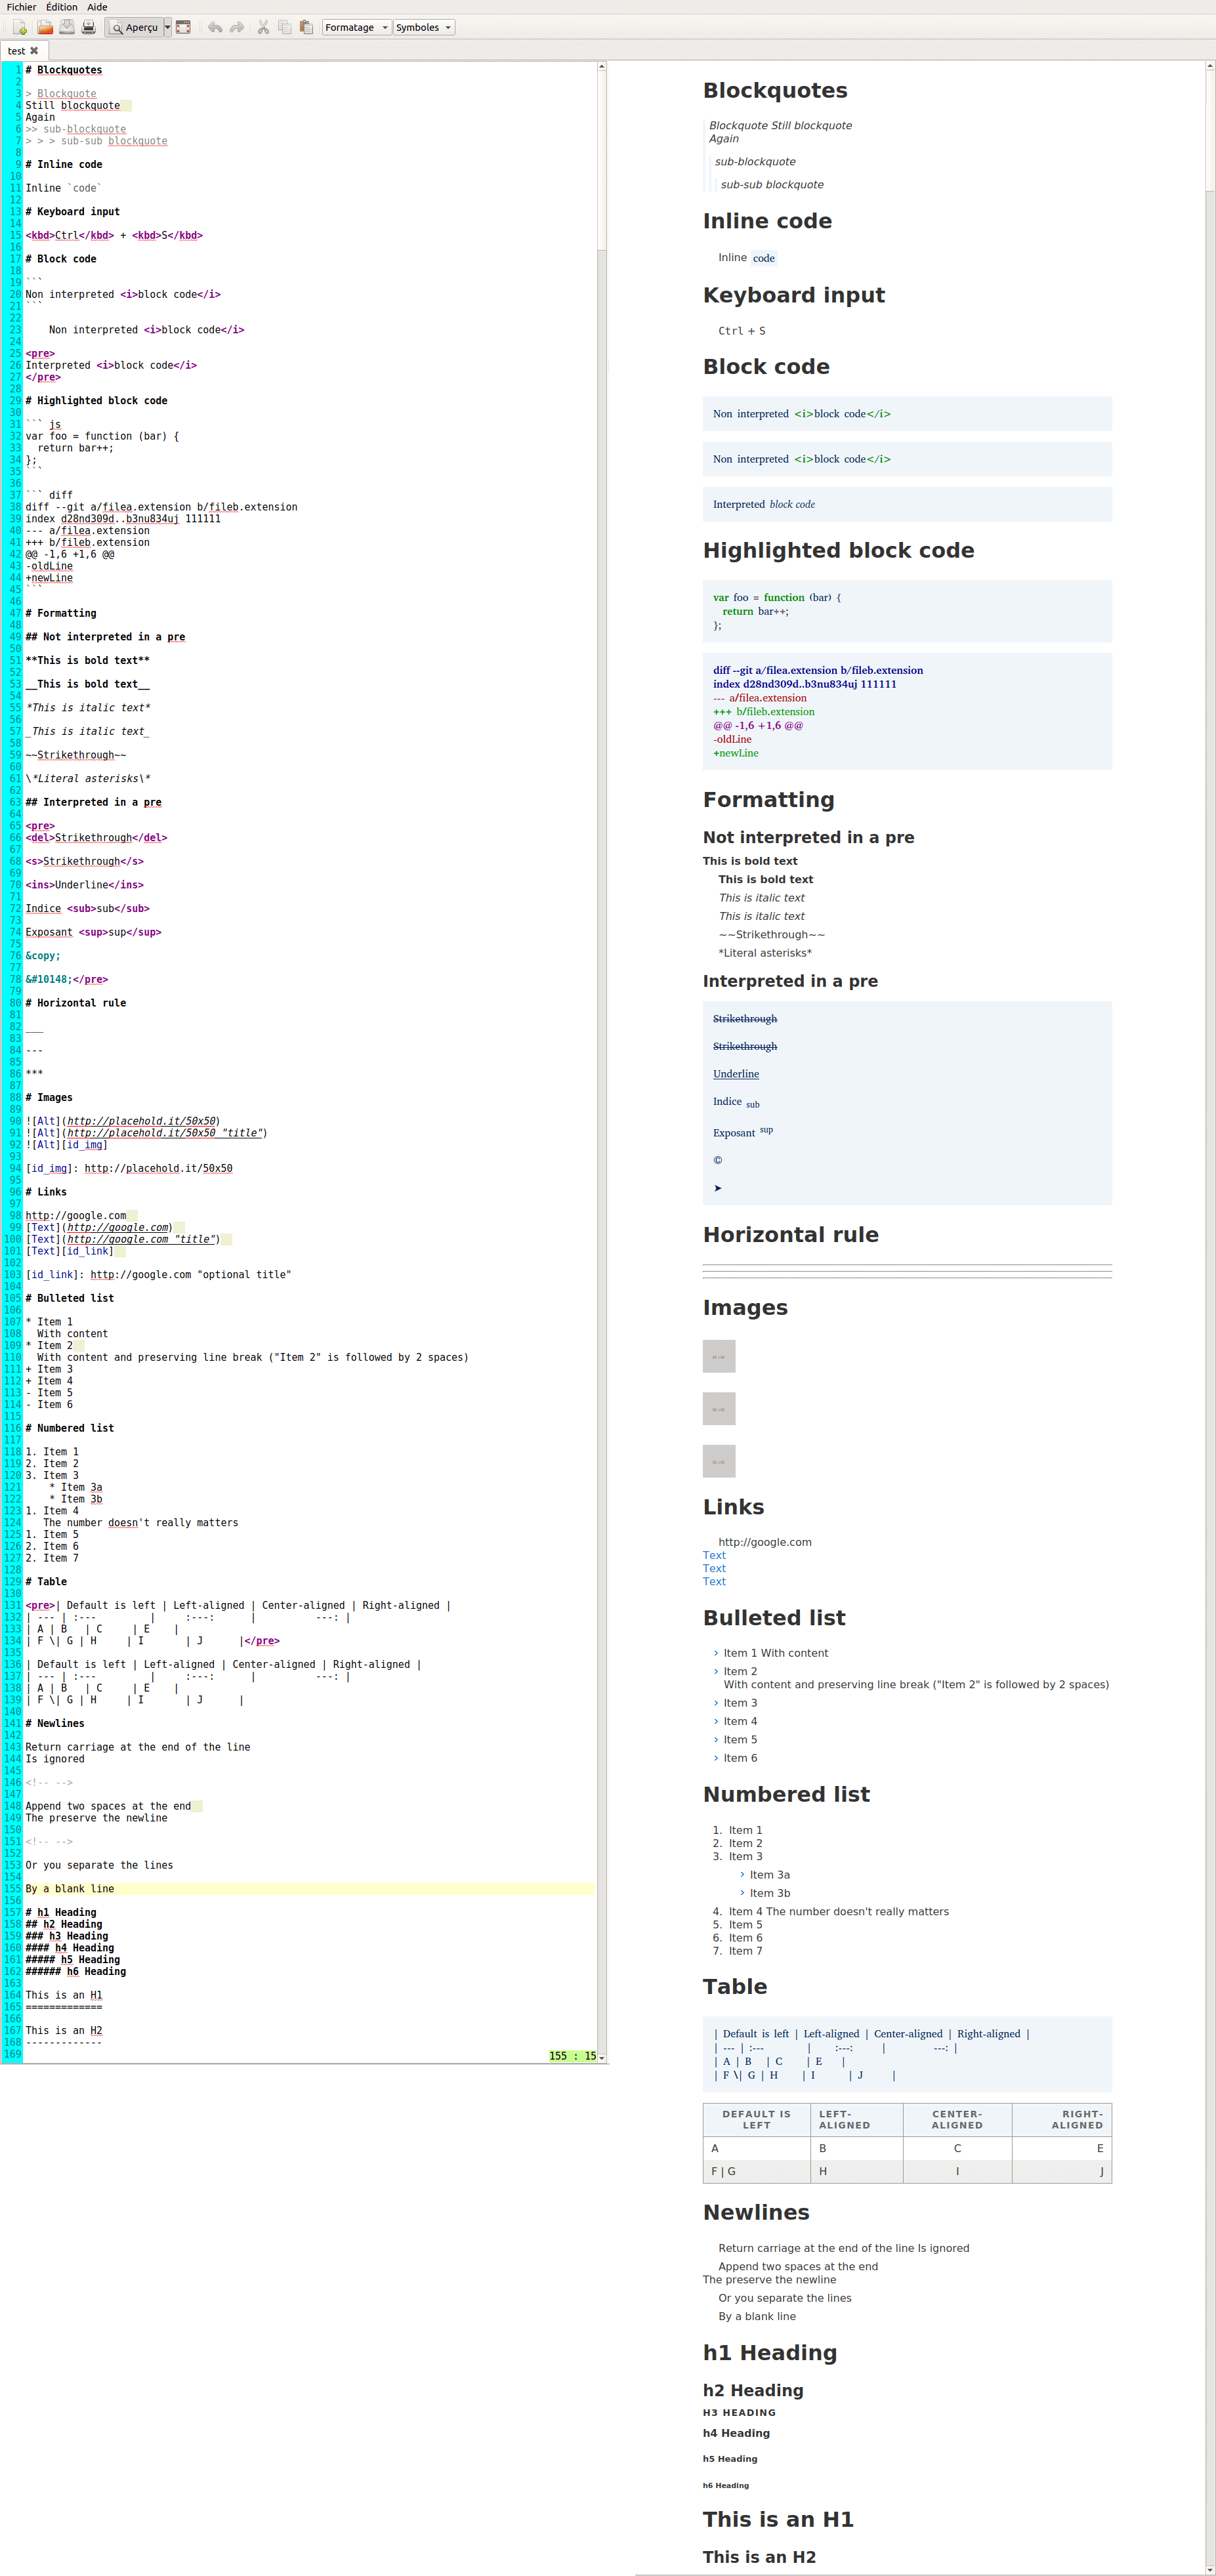 Fichier Édition Aide
Aperçu Formatage Symboles
test
1 # Blockquotes
2
3 > Blockquote
4 Still blockquote
5 Again
6 >> sub-blockquote
7 > > > sub-sub blockquote
8
9 # Inline code
10
11 Inline `code`
12
13 # Keyboard input
14
15 <kbd>Ctrl</kbd> + <kbd>S</kbd>
16
17 # Block code
18
19 ```
20 Non interpreted <i>block code</i>
21 ```
22
23     Non interpreted <i>block code</i>
24
25 <pre>
26 Interpreted <i>block code</i>
27 </pre>
28
29 # Highlighted block code
30
31 ``` js
32 var foo = function (bar) {
33   return bar++;
34 };
35 ```
36
37 ``` diff
38 diff --git a/filea.extension b/fileb.extension
39 index d28nd309d..b3nu834uj 111111
40 --- a/filea.extension
41 +++ b/fileb.extension
42 @@ -1,6 +1,6 @@
43 -oldLine
44 +newLine
45 ```
46
47 # Formatting
48
49 ## Not interpreted in a pre
50
51 **This is bold text**
52
53 __This is bold text__
54
55 *This is italic text*
56
57 _This is italic text_
58
59 ~~Strikethrough~~
60
61 \*Literal asterisks\*
62
63 ## Interpreted in a pre
64
65 <pre>
66 <del>Strikethrough</del>
67
68 <s>Strikethrough</s>
69
70 <ins>Underline</ins>
71
72 Indice <sub>sub</sub>
73
74 Exposant <sup>sup</sup>
75
76 &copy;
77
78 &#10148;</pre>
79
80 # Horizontal rule
81
82 ___
83
84 ---
85
86 ***
87
88 # Images
89
90 ![Alt](http://placehold.it/50x50)
91 ![Alt](http://placehold.it/50x50 "title")
92 ![Alt][id_img]
93
94 [id_img]: http://placehold.it/50x50
95
96 # Links
97
98 http://google.com
99 [Text](http://google.com)
100 [Text](http://google.com "title")
101 [Text][id_link]
102
103 [id_link]: http://google.com "optional title"
104
105 # Bulleted list
106
107 * Item 1
108   With content
109 * Item 2
110   With content and preserving line break ("Item 2" is followed by 2 spaces)
111 + Item 3
112 + Item 4
113 - Item 5
114 - Item 6
115
116 # Numbered list
117
118 1. Item 1
119 2. Item 2
120 3. Item 3
121     * Item 3a
122     * Item 3b
123 1. Item 4
124    The number doesn't really matters
125 1. Item 5
126 2. Item 6
127 2. Item 7
128
129 # Table
130
131 <pre>| Default is left | Left-aligned | Center-aligned | Right-aligned |
132 | --- | :---         |     :---:      |          ---: |
133 | A | B   | C     | E    |
134 | F \| G | H     | I       | J      |</pre>
135
136 | Default is left | Left-aligned | Center-aligned | Right-aligned |
137 | --- | :---         |     :---:      |          ---: |
138 | A | B   | C     | E    |
139 | F \| G | H     | I       | J      |
140
141 # Newlines
142
143 Return carriage at the end of the line
144 Is ignored
145
146 <!-- -->
147
148 Append two spaces at the end
149 The preserve the newline
150
151 <!-- -->
152
153 Or you separate the lines
154
155 By a blank line
156
157 # h1 Heading
158 ## h2 Heading
159 ### h3 Heading
160 #### h4 Heading
161 ##### h5 Heading
162 ###### h6 Heading
163
164 This is an H1
165 =============
166
167 This is an H2
168 -------------
169
155 : 15
Blockquotes
Blockquote Still blockquote
Again
sub-blockquote
sub-sub blockquote
Inline code
Inline code
Keyboard input
Ctrl + S
Block code
Non interpreted <i>block code</i>
Non interpreted <i>block code</i>
Interpreted block code
Highlighted block code
var foo = function (bar) {
  return bar++;
};
diff --git a/filea.extension b/fileb.extension
index d28nd309d..b3nu834uj 111111
--- a/filea.extension
+++ b/fileb.extension
@@ -1,6 +1,6 @@
-oldLine
+newLine
Formatting
Not interpreted in a pre
This is bold text
This is bold text
This is italic text
This is italic text
~~Strikethrough~~
*Literal asterisks*
Interpreted in a pre
Strikethrough
Strikethrough
Underline
Indice sub
Exposant sup
©
➤
Horizontal rule
Images
Links
http://google.com
Text
Text
Text
Bulleted list
› Item 1 With content
› Item 2
With content and preserving line break ("Item 2" is followed by 2 spaces)
› Item 3
› Item 4
› Item 5
› Item 6
Numbered list
1. Item 1
2. Item 2
3. Item 3
› Item 3a
› Item 3b
4. Item 4 The number doesn't really matters
5. Item 5
6. Item 6
7. Item 7
Table
| Default is left | Left-aligned | Center-aligned | Right-aligned |
| --- | :---         |     :---:      |          ---: |
| A | B   | C     | E    |
| F \| G | H     | I       | J      |
DEFAULT IS LEFT LEFT-ALIGNED CENTER-ALIGNED RIGHT-ALIGNED
A B C E
F | G H I J
Newlines
Return carriage at the end of the line Is ignored
Append two spaces at the end
The preserve the newline
Or you separate the lines
By a blank line
h1 Heading
h2 Heading
H3 HEADING
h4 Heading
h5 Heading
h6 Heading
This is an H1
This is an H2